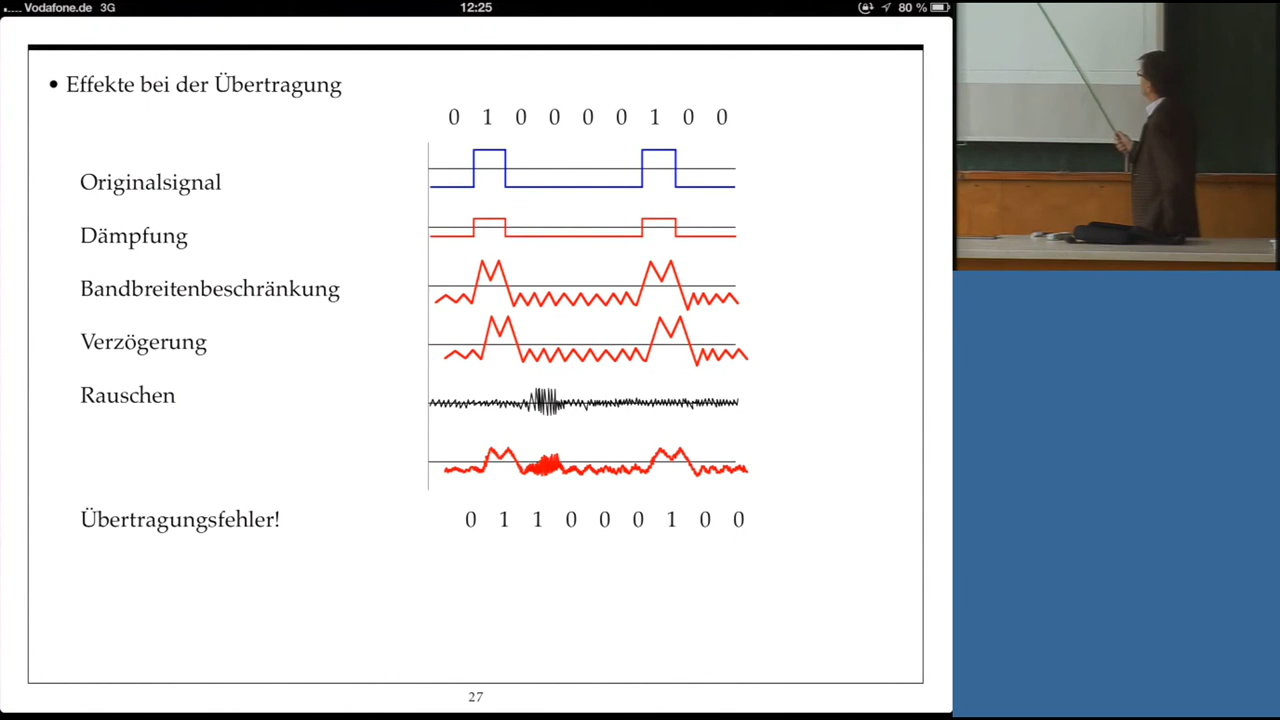 Vodafone.de 3G 12:25 80 %
• Effekte bei der Übertragung
0 1 0 0 0 0 1 0 0
Originalsignal
Dämpfung
Bandbreitenbeschränkung
Verzögerung
Rauschen
Übertragungsfehler! 0 1 1 0 0 0 1 0 0
27